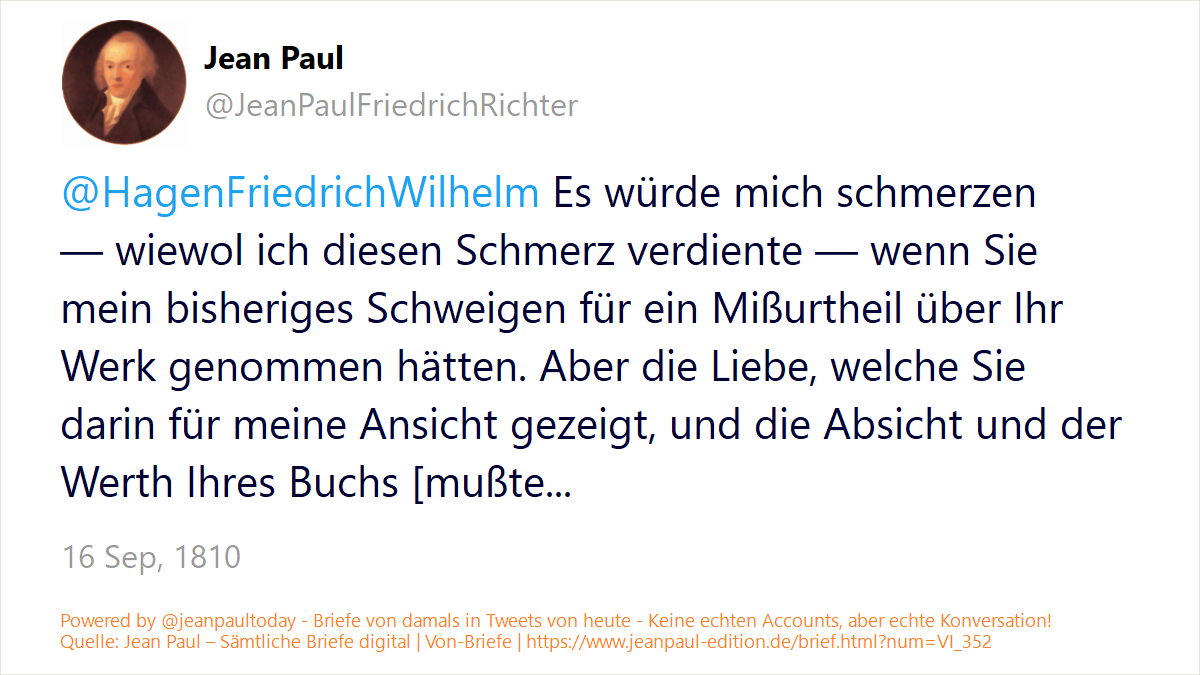 Jean Paul
@JeanPaulFriedrichRichter
@HagenFriedrichWilhelm Es würde mich schmerzen
— wiewol ich diesen Schmerz verdiente — wenn Sie
mein bisheriges Schweigen für ein Mißurtheil über Ihr
Werk genommen hätten. Aber die Liebe, welche Sie
darin für meine Ansicht gezeigt, und die Absicht und der
Werth Ihres Buchs [mußte...
16 Sep, 1810
Powered by @jeanpaultoday - Briefe von damals in Tweets von heute - Keine echten Accounts, aber echte Konversation!
Quelle: Jean Paul – Sämtliche Briefe digital | Von-Briefe | https://www.jeanpaul-edition.de/brief.html?num=VI_352